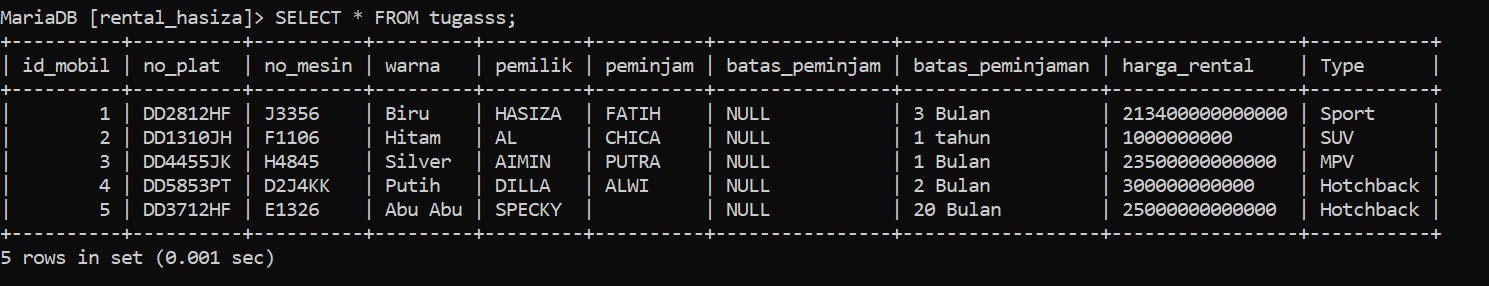 MariaDB [rental_hasiza]> SELECT * FROM tugasss;
+----------+----------+----------+---------+---------+----------+----------------+------------------+-----------------+-----------+
| id_mobil | no_plat  | no_mesin | warna   | pemilik | peminjam | batas_peminjam | batas_peminjaman | harga_rental    | Type      |
+----------+----------+----------+---------+---------+----------+----------------+------------------+-----------------+-----------+
|        1 | DD2812HF | J3356    | Biru    | HASIZA  | FATIH    | NULL           | 3 Bulan          | 213400000000000 | Sport     |
|        2 | DD1310JH | F1106    | Hitam   | AL      | CHICA    | NULL           | 1 tahun          | 1000000000      | SUV       |
|        3 | DD4455JK | H4845    | Silver  | AIMIN   | PUTRA    | NULL           | 1 Bulan          | 23500000000000  | MPV       |
|        4 | DD5853PT | D2J4KK   | Putih   | DILLA   | ALWI     | NULL           | 2 Bulan          | 300000000000    | Hotchback |
|        5 | DD3712HF | E1326    | Abu Abu | SPECKY  |          | NULL           | 20 Bulan         | 25000000000000  | Hotchback |
+----------+----------+----------+---------+---------+----------+----------------+------------------+-----------------+-----------+
5 rows in set (0.001 sec)